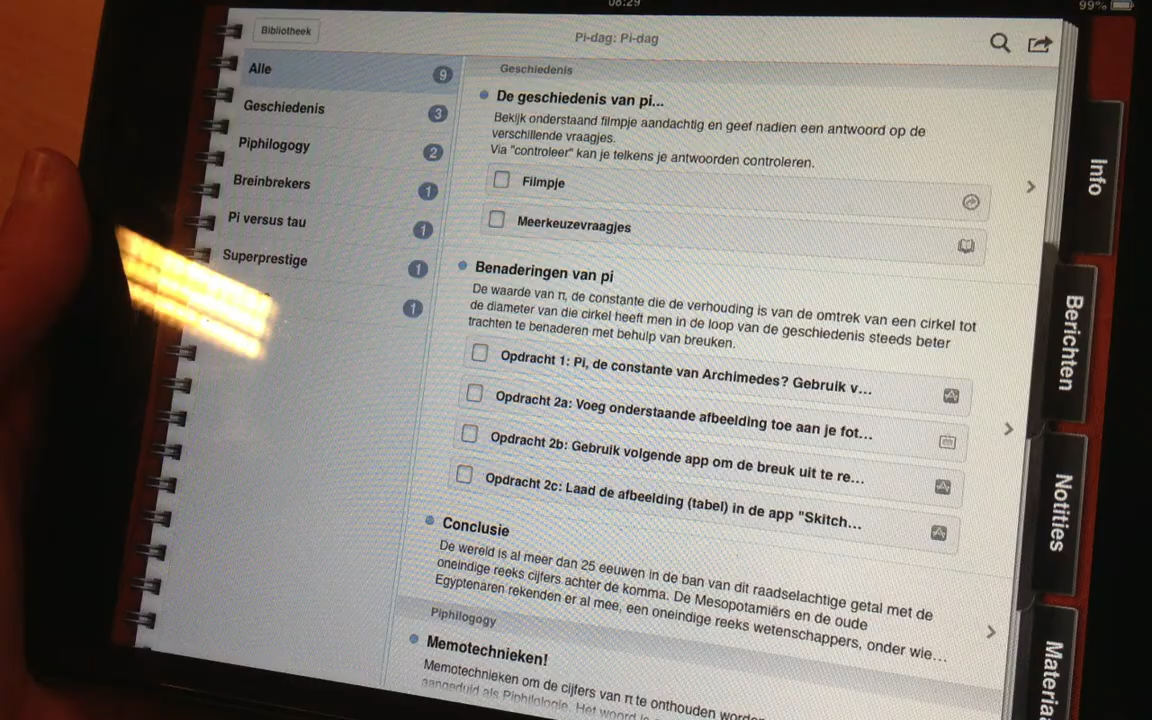 08:29
99%
Bibliotheek
Pi-dag: Pi-dag
Alle 9
Geschiedenis 3
Piphilogogy 2
Breinbrekers 1
Pi versus tau 1
Superprestige 1
1
Geschiedenis
De geschiedenis van pi...
Bekijk onderstaand filmpje aandachtig en geef nadien een antwoord op de
verschillende vraagjes.
Via "controleer" kan je telkens je antwoorden controleren.
Filmpje
Meerkeuzevraagjes
Benaderingen van pi
De waarde van π, de constante die de verhouding is van de omtrek van een cirkel tot
de diameter van die cirkel heeft men in de loop van de geschiedenis steeds beter
trachten te benaderen met behulp van breuken.
Opdracht 1: Pi, de constante van Archimedes? Gebruik v...
Opdracht 2a: Voeg onderstaande afbeelding toe aan je fot...
Opdracht 2b: Gebruik volgende app om de breuk uit te re...
Opdracht 2c: Laad de afbeelding (tabel) in de app "Skitch...
Conclusie
De wereld is al meer dan 25 eeuwen in de ban van dit raadselachtige getal met de
oneindige reeks cijfers achter de komma. De Mesopotamiërs en de oude
Egyptenaren rekenden er al mee, een oneindige reeks wetenschappers, onder wie...
Piphilogogy
Memotechnieken!
Memotechnieken om de cijfers van π te onthouden worden
aangeduid als Piphilologie. Het woord is
Info
Berichten
Notities
Materia